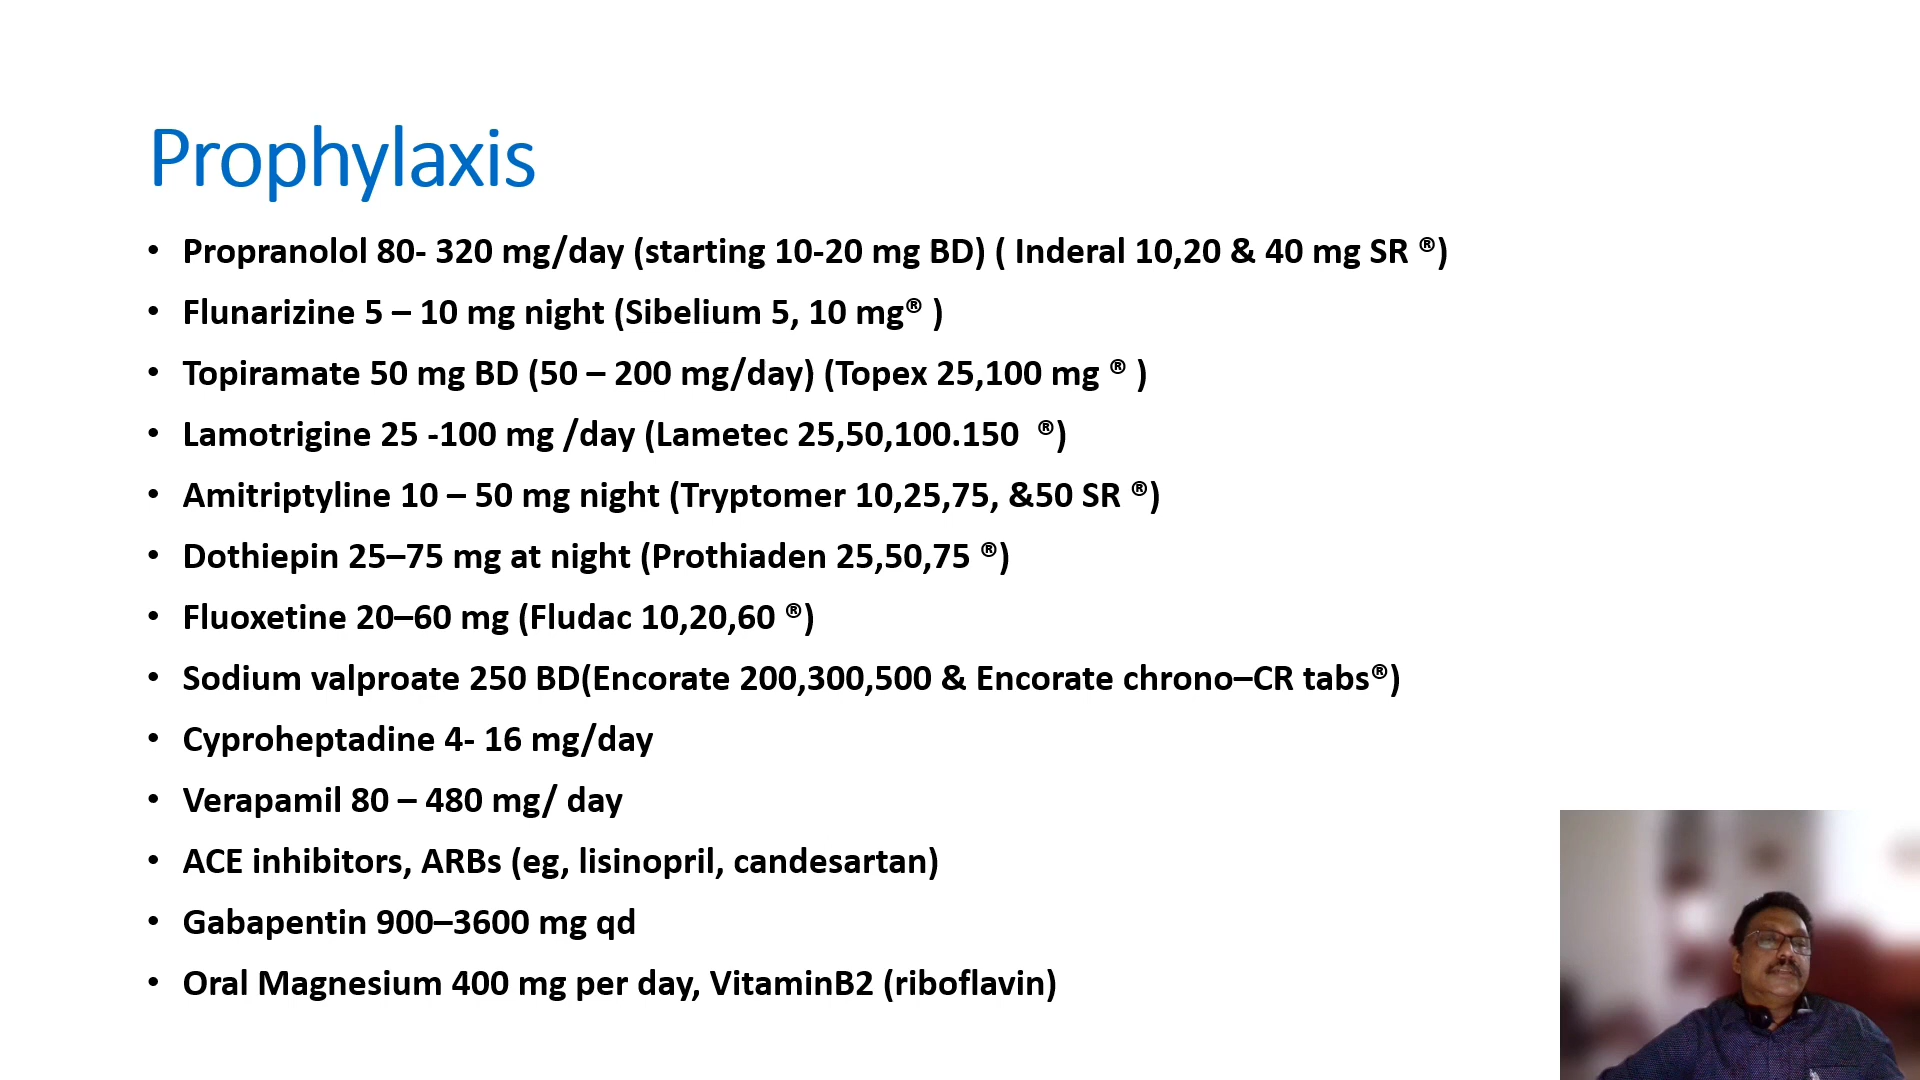 Prophylaxis
• Propranolol 80- 320 mg/day (starting 10-20 mg BD) ( Inderal 10,20 & 40 mg SR ®)
• Flunarizine 5 – 10 mg night (Sibelium 5, 10 mg® )
• Topiramate 50 mg BD (50 – 200 mg/day) (Topex 25,100 mg ® )
• Lamotrigine 25 -100 mg /day (Lametec 25,50,100.150 ®)
• Amitriptyline 10 – 50 mg night (Tryptomer 10,25,75, &50 SR ®)
• Dothiepin 25–75 mg at night (Prothiaden 25,50,75 ®)
• Fluoxetine 20–60 mg (Fludac 10,20,60 ®)
• Sodium valproate 250 BD(Encorate 200,300,500 & Encorate chrono–CR tabs®)
• Cyproheptadine 4- 16 mg/day
• Verapamil 80 – 480 mg/ day
• ACE inhibitors, ARBs (eg, lisinopril, candesartan)
• Gabapentin 900–3600 mg qd
• Oral Magnesium 400 mg per day, VitaminB2 (riboflavin)